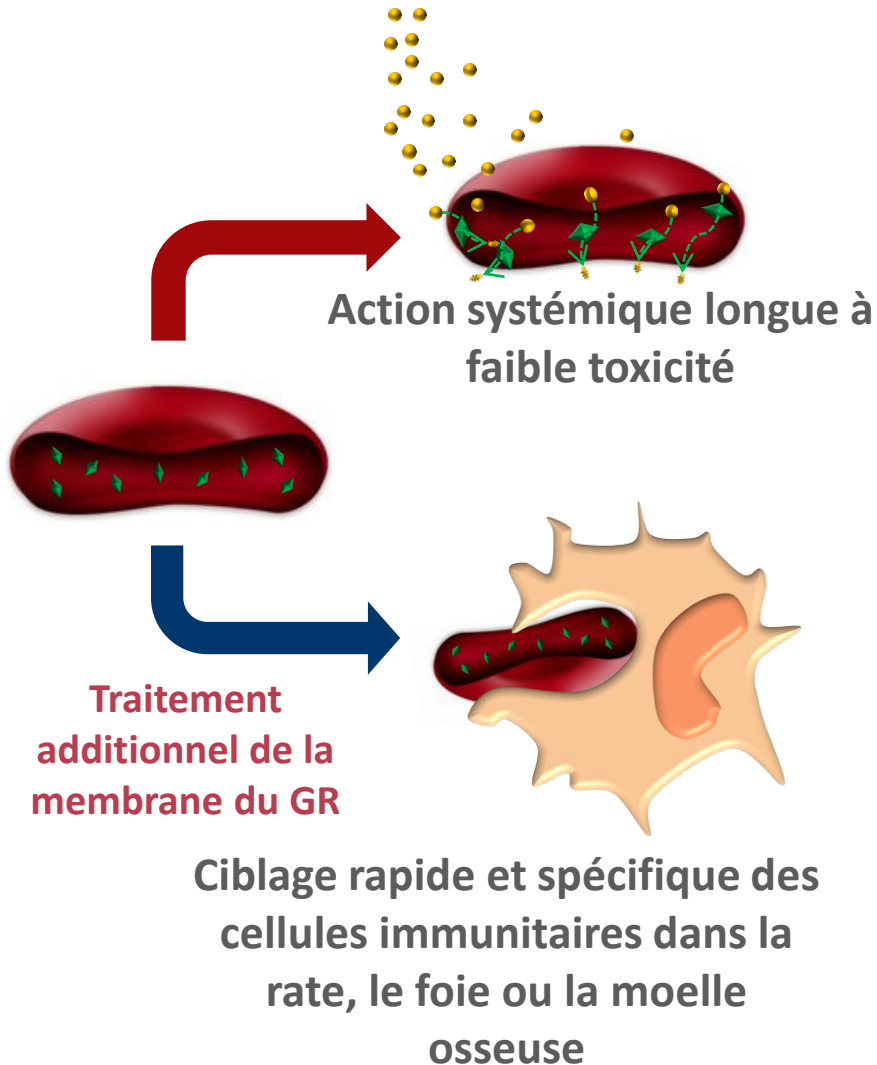 Action systémique longue à
faible toxicité
Traitement
additionnel de la
membrane du GR
Ciblage rapide et spécifique des
cellules immunitaires dans la
rate, le foie ou la moelle
osseuse